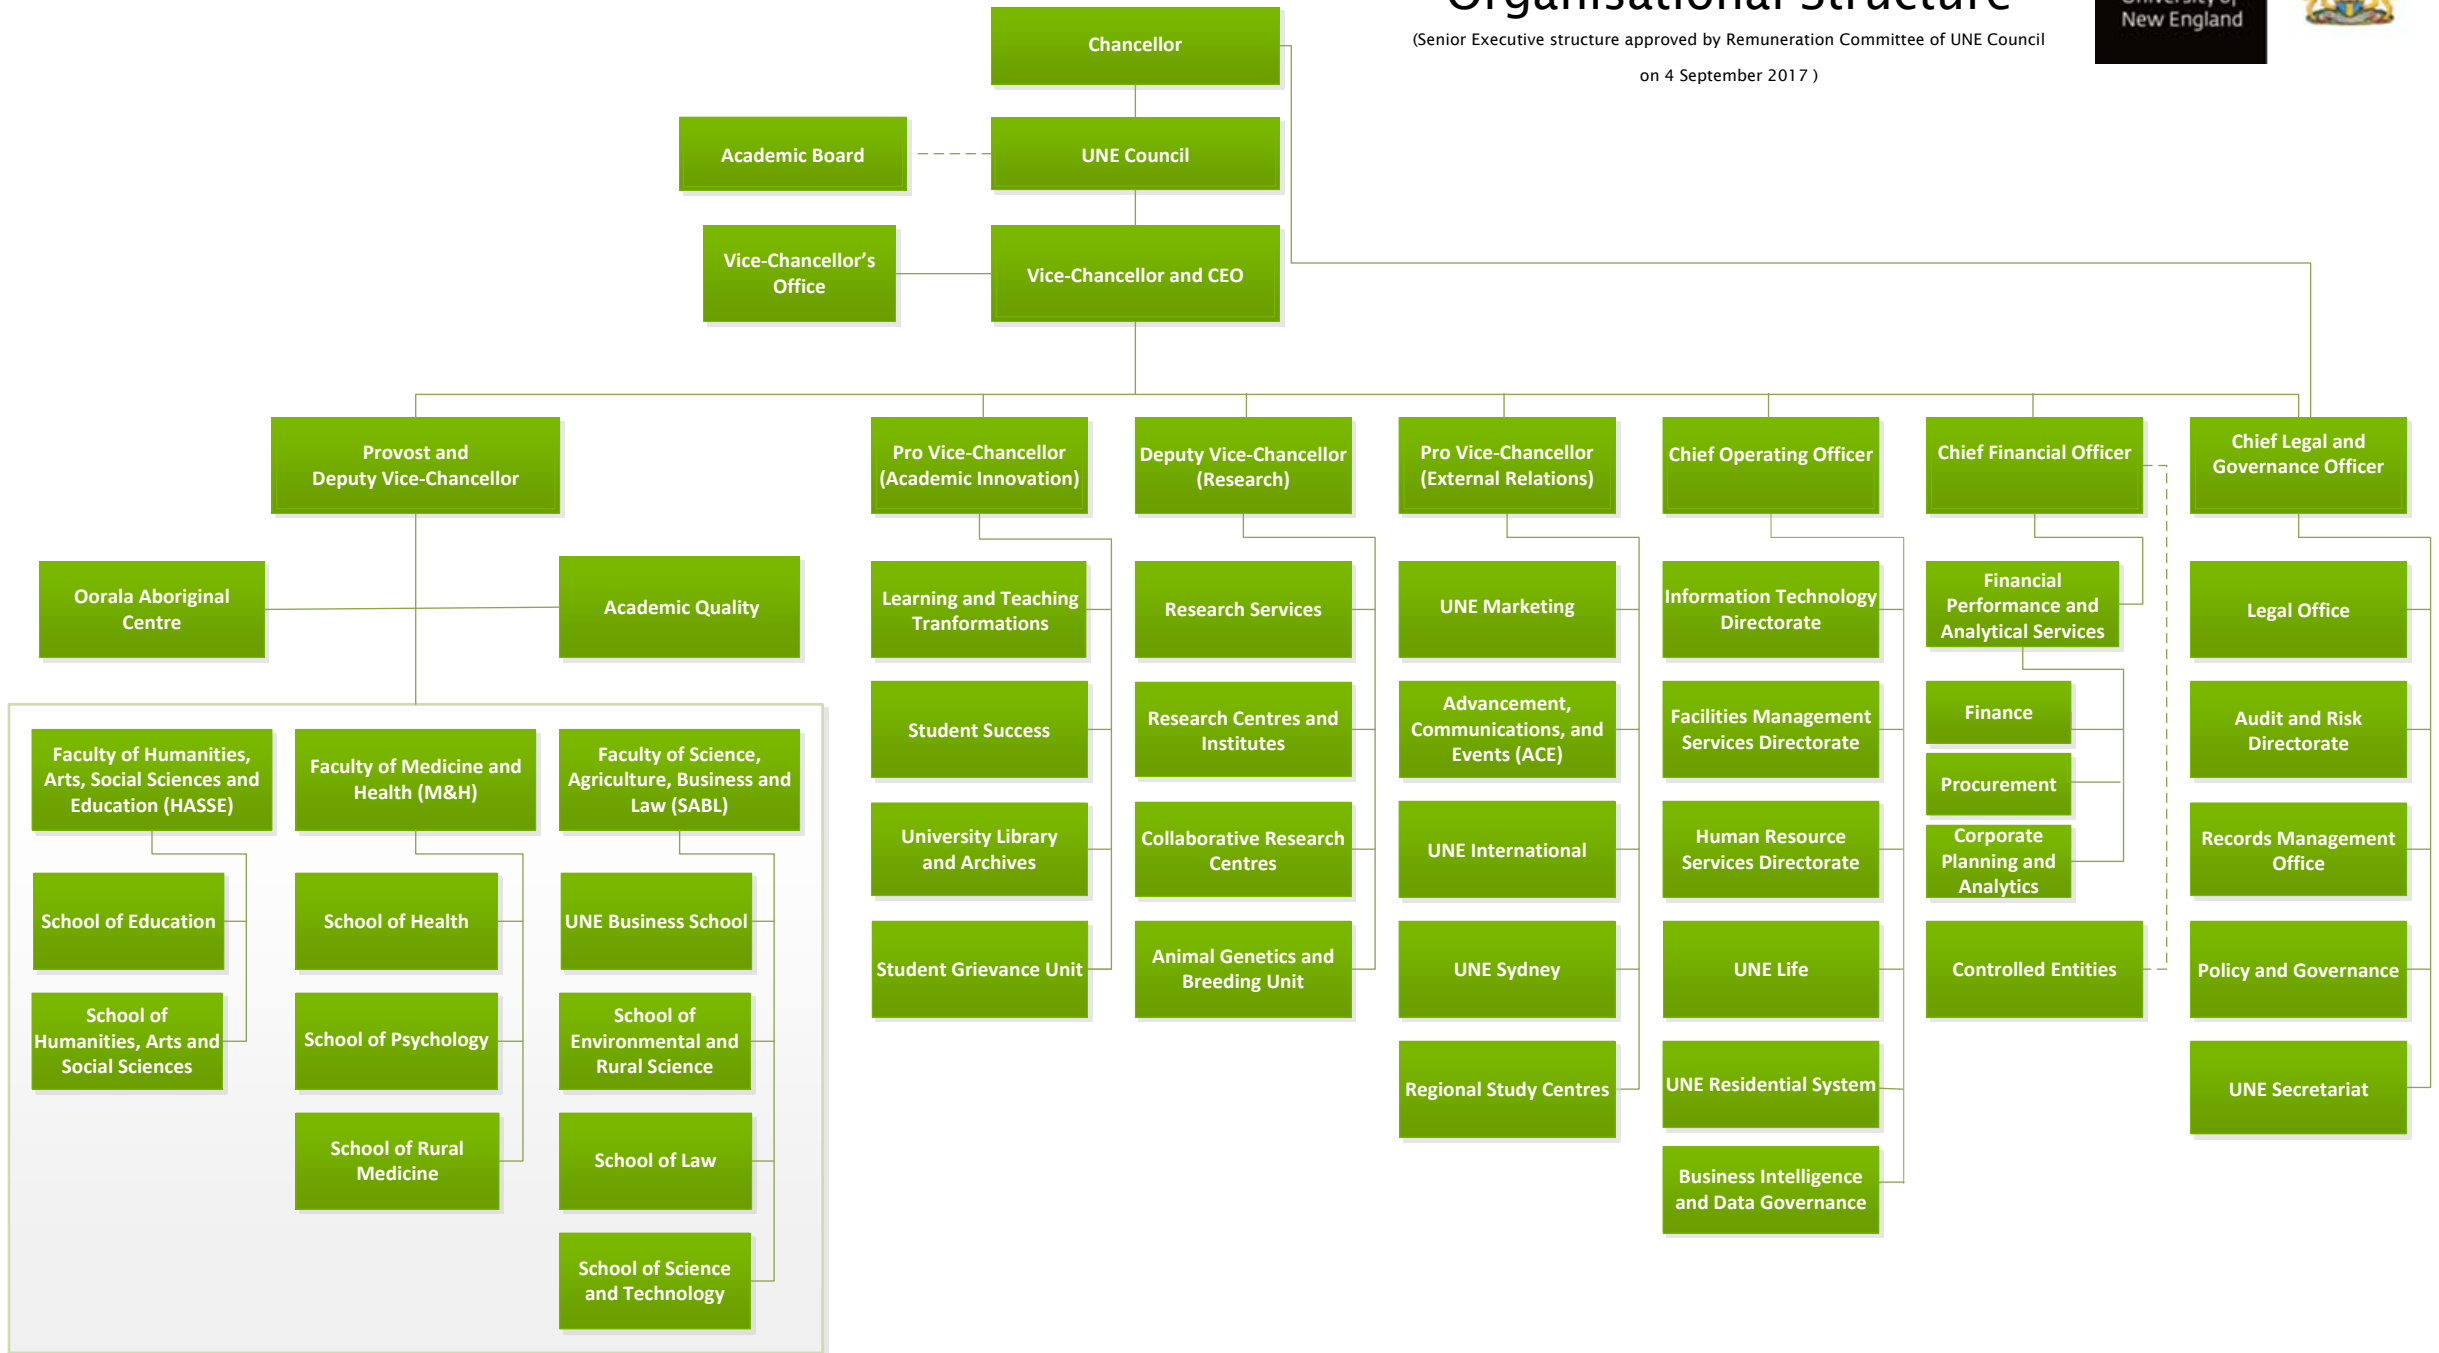 Organisational Structure
(Senior Executive structure approved by Remuneration Committee of UNE Council
on 4 September 2017 )
University of
New England
Chancellor
Academic Board
UNE Council
Vice-Chancellor’s
Office
Vice-Chancellor and CEO
Provost and
Deputy Vice-Chancellor
Pro Vice-Chancellor
(Academic Innovation)
Deputy Vice-Chancellor
(Research)
Pro Vice-Chancellor
(External Relations)
Chief Operating Officer
Chief Financial Officer
Chief Legal and
Governance Officer
Oorala Aboriginal
Centre
Academic Quality
Faculty of Humanities,
Arts, Social Sciences and
Education (HASSE)
School of Education
School of
Humanities, Arts and
Social Sciences
Faculty of Medicine and
Health (M&H)
School of Health
School of Psychology
School of Rural
Medicine
Faculty of Science,
Agriculture, Business and
Law (SABL)
UNE Business School
School of
Environmental and
Rural Science
School of Law
School of Science
and Technology
Learning and Teaching
Tranformations
Student Success
University Library
and Archives
Student Grievance Unit
Research Services
Research Centres and
Institutes
Collaborative Research
Centres
Animal Genetics and
Breeding Unit
UNE Marketing
Advancement,
Communications, and
Events (ACE)
UNE International
UNE Sydney
Regional Study Centres
Information Technology
Directorate
Facilities Management
Services Directorate
Human Resource
Services Directorate
UNE Life
UNE Residential System
Business Intelligence
and Data Governance
Financial
Performance and
Analytical Services
Finance
Procurement
Corporate
Planning and
Analytics
Controlled Entities
Legal Office
Audit and Risk
Directorate
Records Management
Office
Policy and Governance
UNE Secretariat